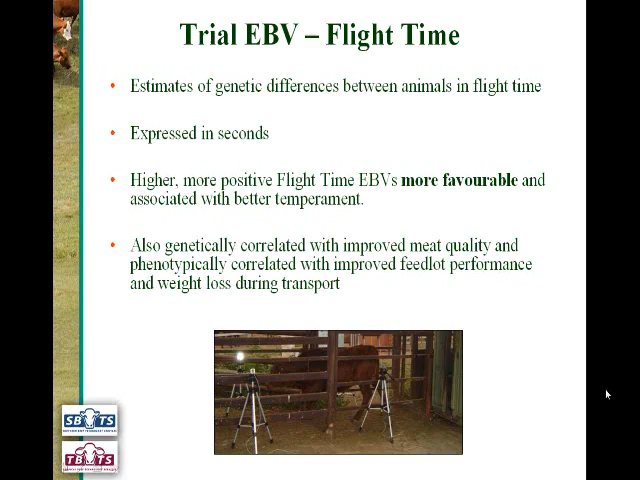 Trial EBV – Flight Time
• Estimates of genetic differences between animals in flight time
• Expressed in seconds
• Higher, more positive Flight Time EBVs more favourable and
associated with better temperament.
• Also genetically correlated with improved meat quality and
phenotypically correlated with improved feedlot performance
and weight loss during transport
SBTS
TBTS